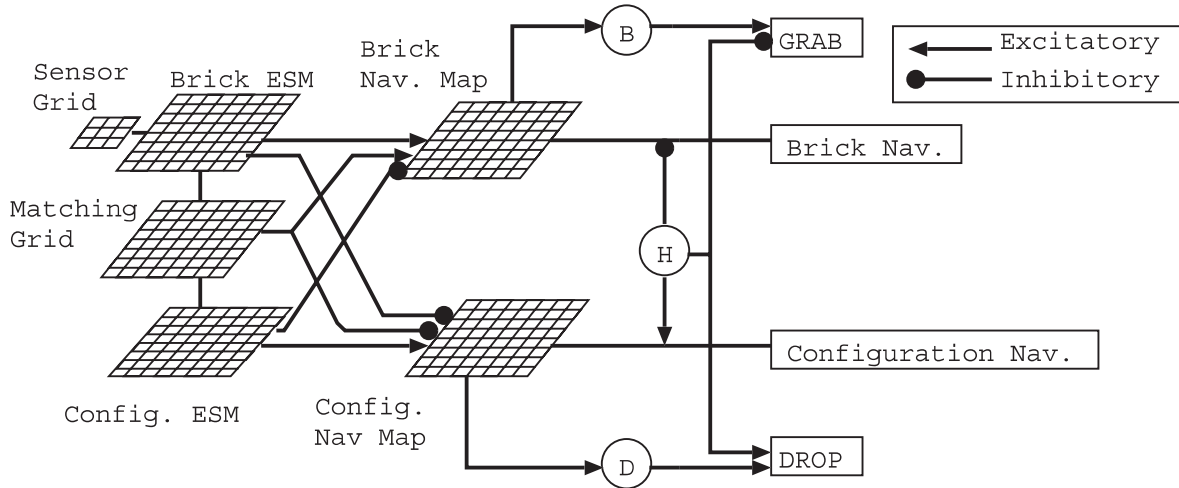 Sensor
Grid
Brick ESM
Brick
Nav. Map
B
GRAB
Excitatory
Inhibitory
Brick Nav.
Matching
Grid
H
Configuration Nav.
Config. ESM
Config.
Nav Map
D
DROP